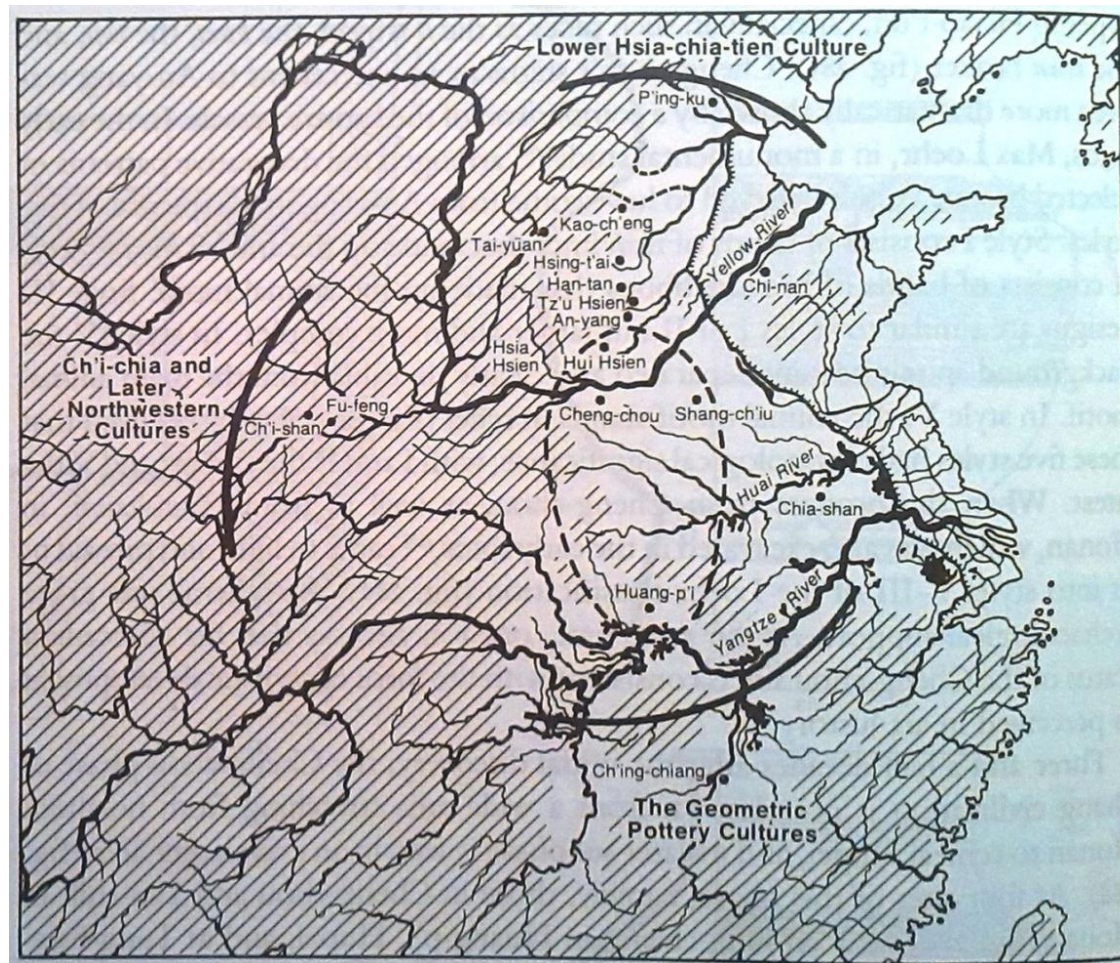 Lower Hsia-chia-tien Culture
P'ing-ku
Kao-ch'eng
Tai-yüan
Hsing-t'ai
Yellow River
Han-tan
Chi-nan
Tz'u Hsien
An-yang
Hsia
Hsien
Hui Hsien
Ch'i-chia and
Later
Northwestern
Cultures
Fu-feng
Ch'i-shan
Cheng-chou
Shang-ch'iu
Huai River
Chia-shan
Huang-p'i
Yangtze River
Ch'ing-chiang
The Geometric
Pottery Cultures